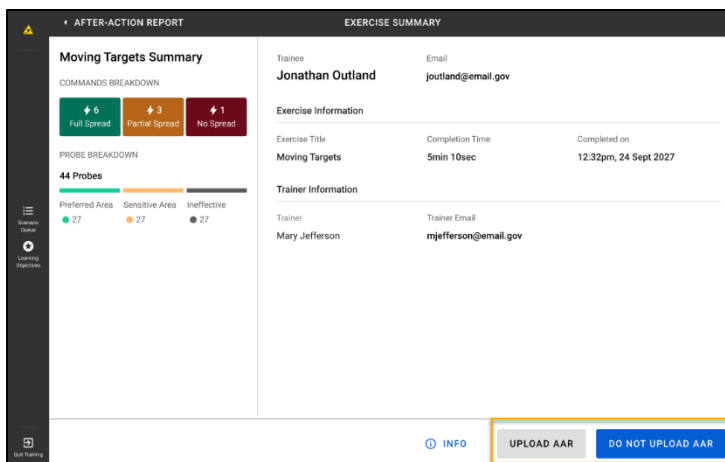 AFTER-ACTION REPORT
EXERCISE SUMMARY
Moving Targets Summary
COMMANDS BREAKDOWN
6
Full Spread
3
Partial Spread
1
No Spread
PROBE BREAKDOWN
44 Probes
Preferred Area
27
Sensitive Area
27
Ineffective
27
Trainee
Jonathan Outland
Email
joutland@email.gov
Exercise Information
Exercise Title
Moving Targets
Completion Time
5min 10sec
Completed on
12:32pm, 24 Sept 2027
Trainer Information
Trainer
Mary Jefferson
Trainer Email
mjefferson@email.gov
Scenario
Queue
Learning
Objectives
Quit Training
INFO
UPLOAD AAR
DO NOT UPLOAD AAR